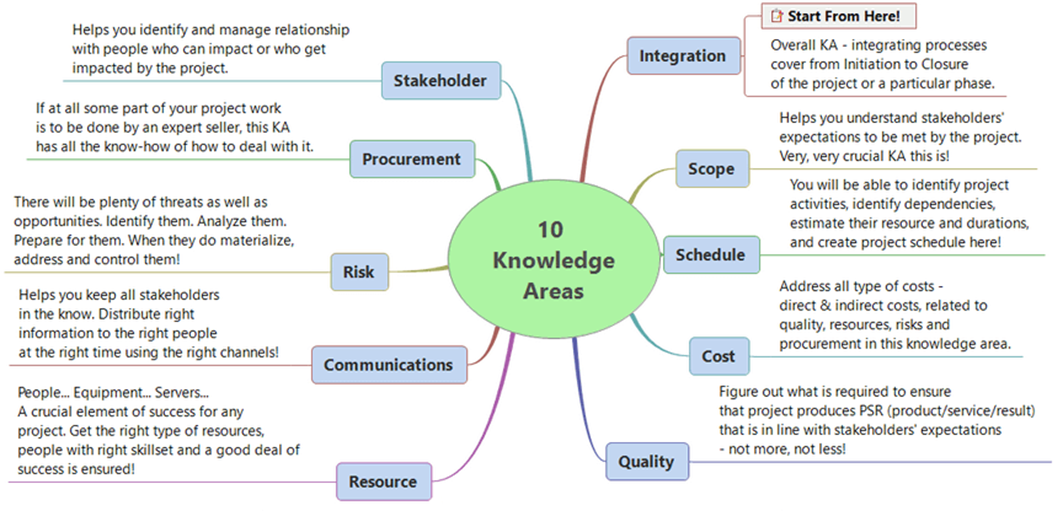 10
Knowledge
Areas
Integration
Start From Here!
Overall KA - integrating processes
cover from Initiation to Closure
of the project or a particular phase.
Scope
Helps you understand stakeholders'
expectations to be met by the project.
Very, very crucial KA this is!
Schedule
You will be able to identify project
activities, identify dependencies,
estimate their resource and durations,
and create project schedule here!
Cost
Address all type of costs -
direct & indirect costs, related to
quality, resources, risks and
procurement in this knowledge area.
Quality
Figure out what is required to ensure
that project produces PSR (product/service/result)
that is in line with stakeholders' expectations
- not more, not less!
Resource
People... Equipment... Servers...
A crucial element of success for any
project. Get the right type of resources,
people with right skillset and a good deal of
success is ensured!
Communications
Helps you keep all stakeholders
in the know. Distribute right
information to the right people
at the right time using the right channels!
Risk
There will be plenty of threats as well as
opportunities. Identify them. Analyze them.
Prepare for them. When they do materialize,
address and control them!
Procurement
If at all some part of your project work
is to be done by an expert seller, this KA
has all the know-how of how to deal with it.
Stakeholder
Helps you identify and manage relationship
with people who can impact or who get
impacted by the project.